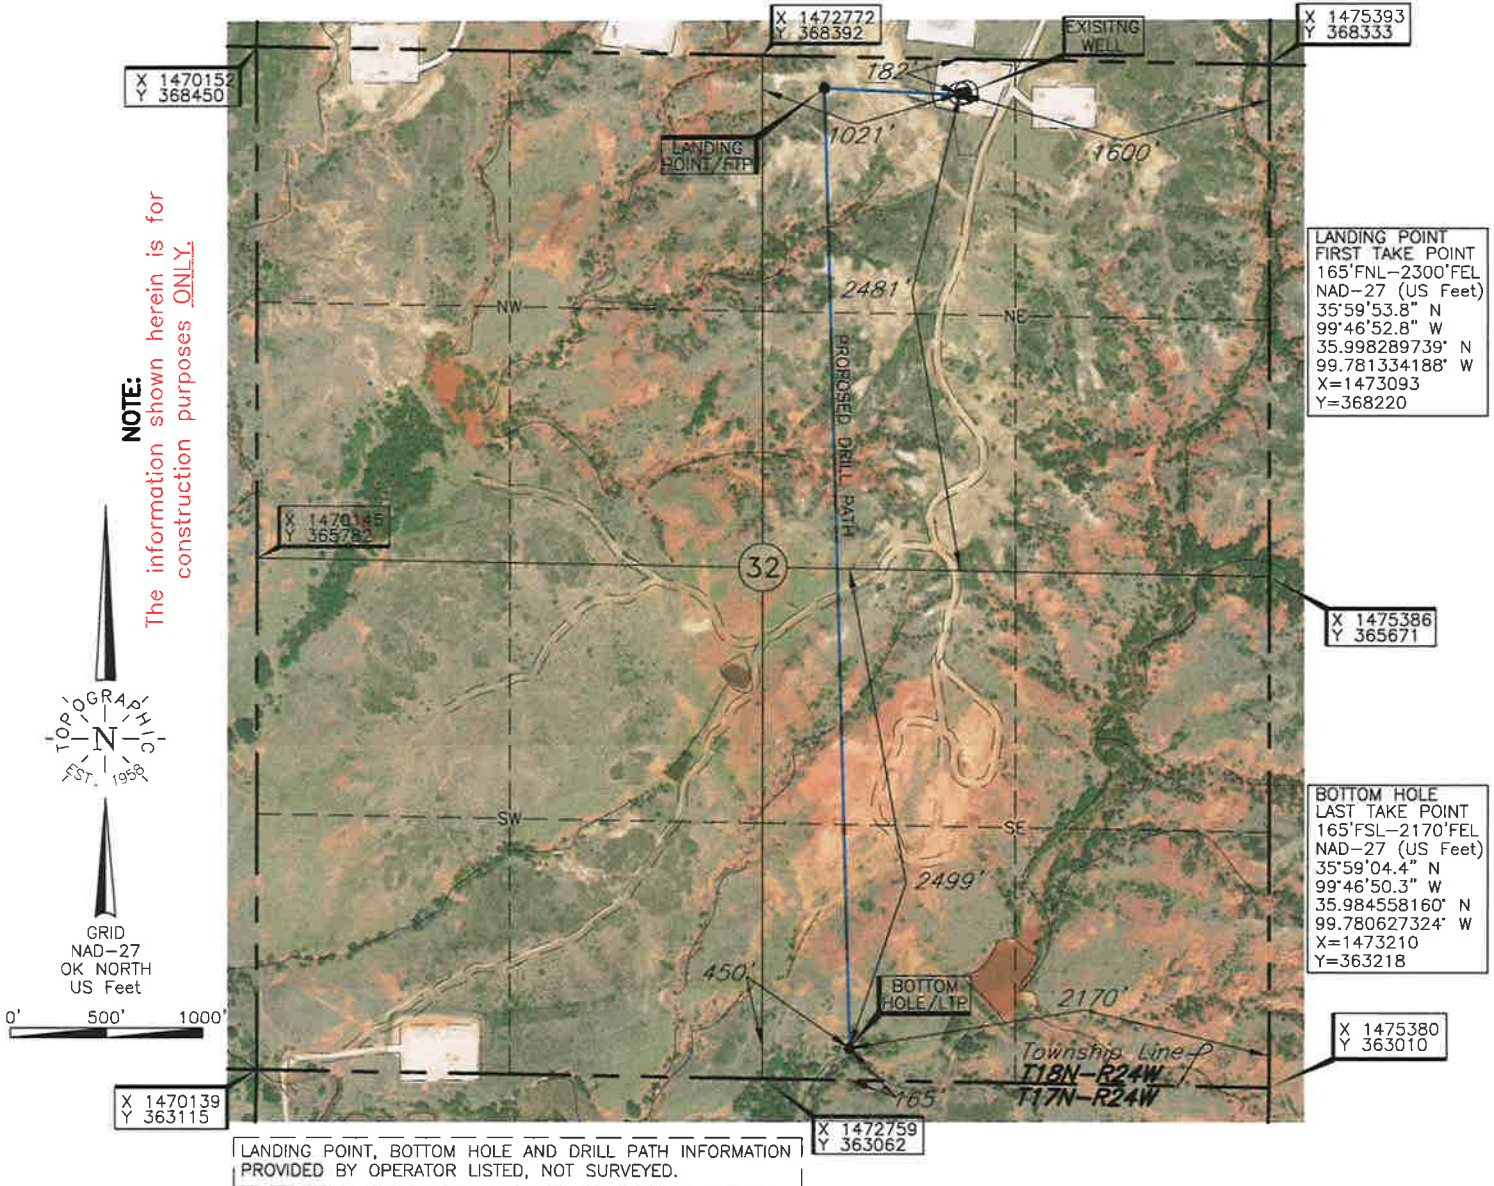 X 1472772
Y 368392
EXISITNG
WELL
X 1475393
Y 368333
X 1470152
Y 368450
182'
LANDING
POINT/FTP
1021'
1600'
NOTE:
The information shown herein is for
construction purposes ONLY.
LANDING POINT
FIRST TAKE POINT
165'FNL-2300'FEL
NAD-27 (US Feet)
35°59'53.8" N
99°46'52.8" W
35.998289739° N
99.781334188° W
X=1473093
Y=368220
2481'
NW
NE
PROPOSED DRILL PATH
X 1470145
Y 365782
32
X 1475386
Y 365671
TOPOGRAPHIC
N
EST. 1958
SW
SE
BOTTOM HOLE
LAST TAKE POINT
165'FSL-2170'FEL
NAD-27 (US Feet)
35°59'04.4" N
99°46'50.3" W
35.984558160° N
99.780627324° W
X=1473210
Y=363218
2499'
GRID
NAD-27
OK NORTH
US Feet
0' 500' 1000'
450'
BOTTOM
HOLE/LTP
2170'
X 1475380
Y 363010
Township Line
T18N-R24W
T17N-R24W
165'
X 1470139
Y 363115
X 1472759
Y 363062
LANDING POINT, BOTTOM HOLE AND DRILL PATH INFORMATION
PROVIDED BY OPERATOR LISTED, NOT SURVEYED.